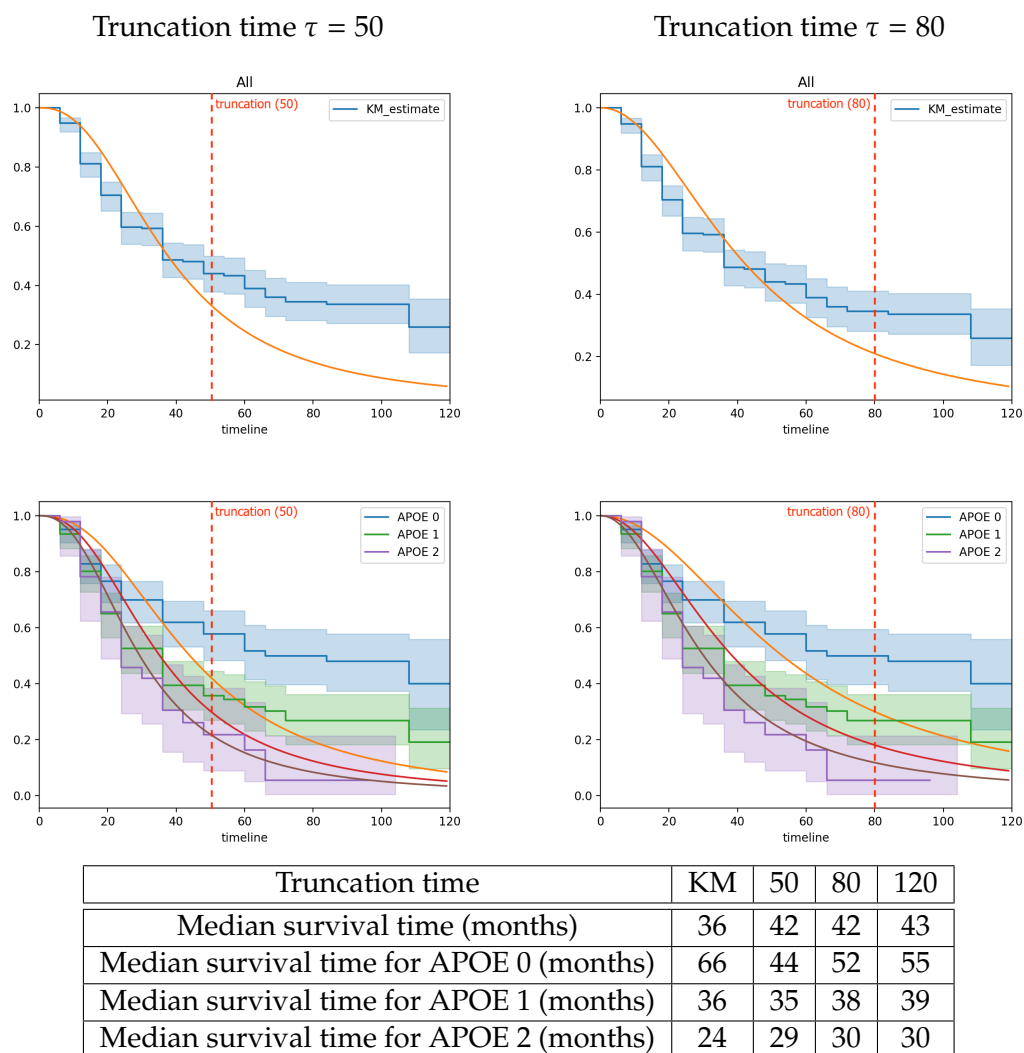 Truncation time τ = 50
Truncation time τ = 80
All
1.0
0.8
0.6
0.4
0.2
truncation (50)
KM_estimate
0 20 40 60 80 100 120
timeline
All
1.0
0.8
0.6
0.4
0.2
truncation (80)
KM_estimate
0 20 40 60 80 100 120
timeline
1.0
0.8
0.6
0.4
0.2
0.0
truncation (50)
APOE 0
APOE 1
APOE 2
0 20 40 60 80 100 120
timeline
1.0
0.8
0.6
0.4
0.2
0.0
truncation (80)
APOE 0
APOE 1
APOE 2
0 20 40 60 80 100 120
timeline
Truncation time KM 50 80 120
Median survival time (months) 36 42 42 43
Median survival time for APOE 0 (months) 66 44 52 55
Median survival time for APOE 1 (months) 36 35 38 39
Median survival time for APOE 2 (months) 24 29 30 30